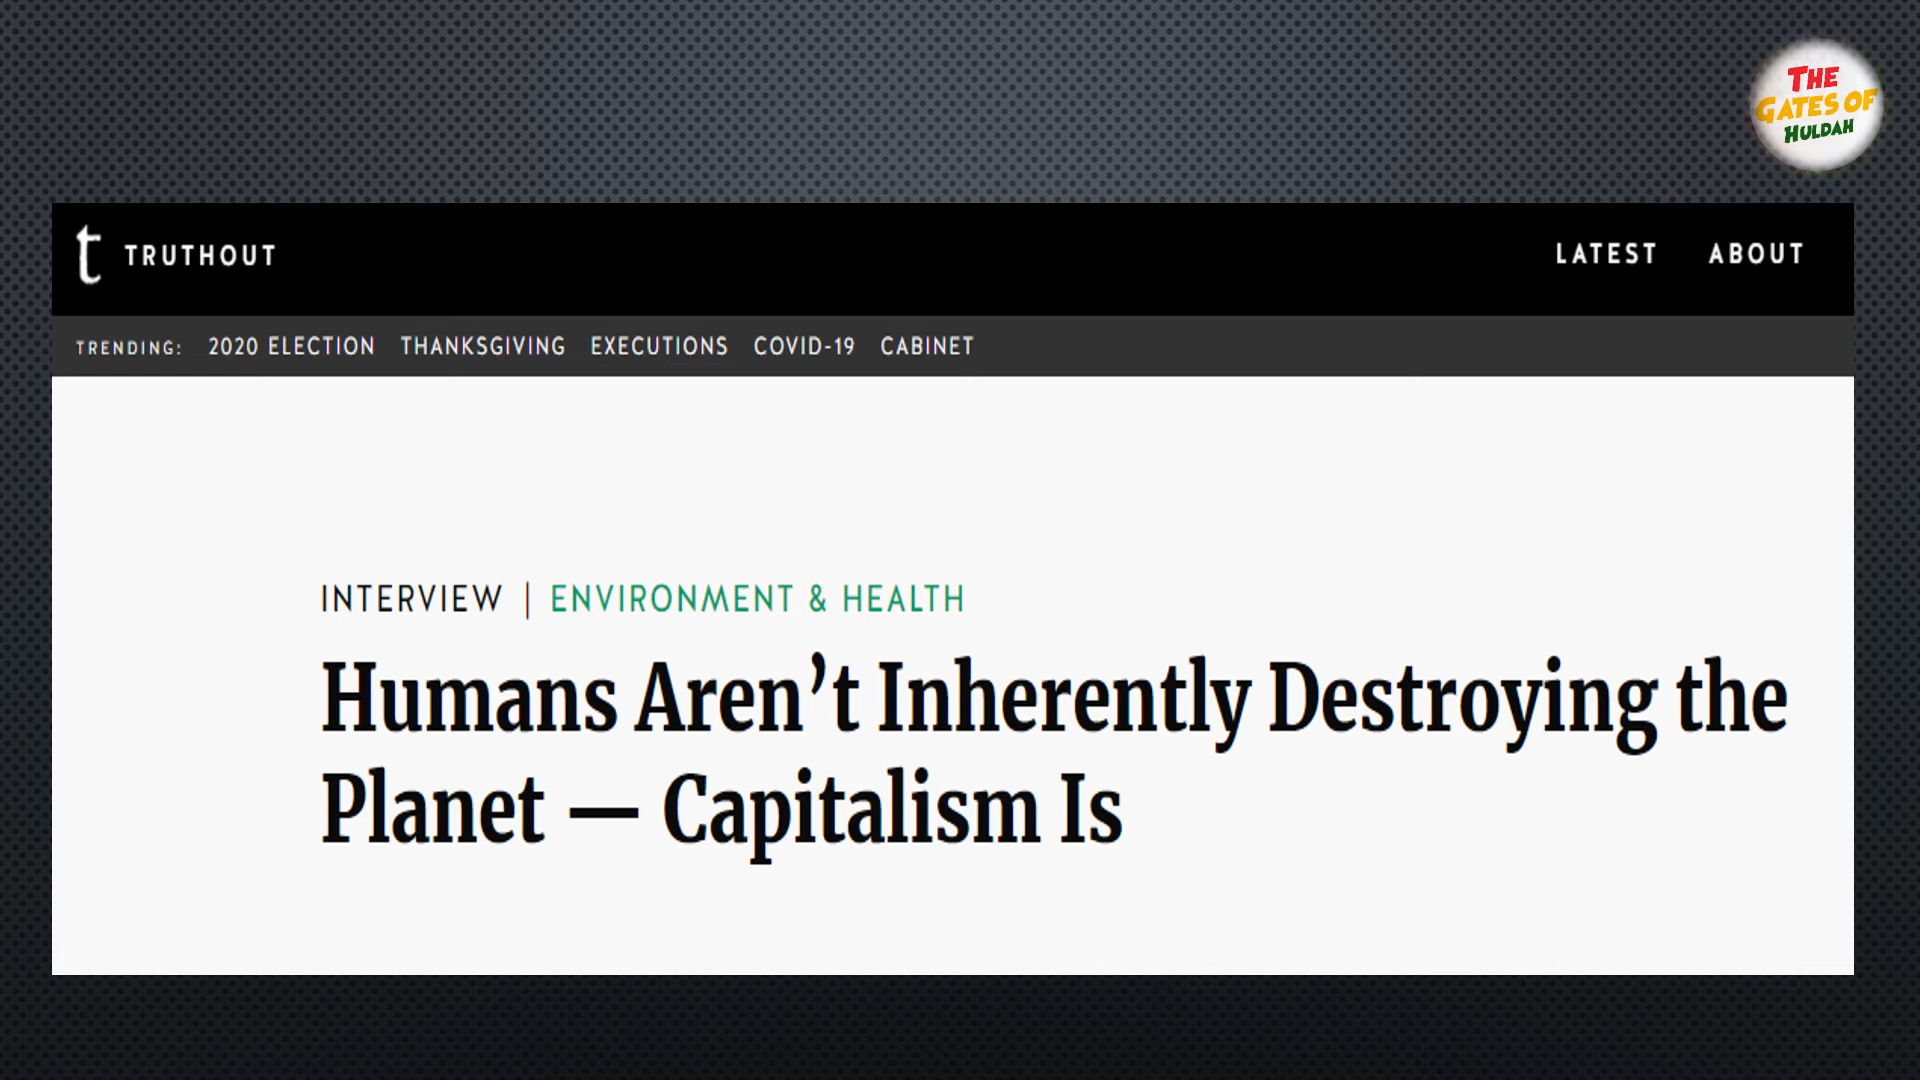 THE
GATES OF
HULDAH
t TRUTHOUT
LATEST ABOUT
TRENDING: 2020 ELECTION THANKSGIVING EXECUTIONS COVID-19 CABINET
INTERVIEW | ENVIRONMENT & HEALTH
Humans Aren’t Inherently Destroying the
Planet — Capitalism Is